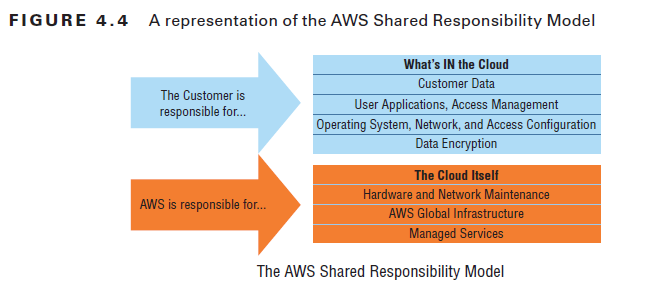 FIGURE 4.4 A representation of the AWS Shared Responsibility Model
The Customer is
responsible for...
What's IN the Cloud
Customer Data
User Applications, Access Management
Operating System, Network, and Access Configuration
Data Encryption
AWS is responsible for...
The Cloud Itself
Hardware and Network Maintenance
AWS Global Infrastructure
Managed Services
The AWS Shared Responsibility Model